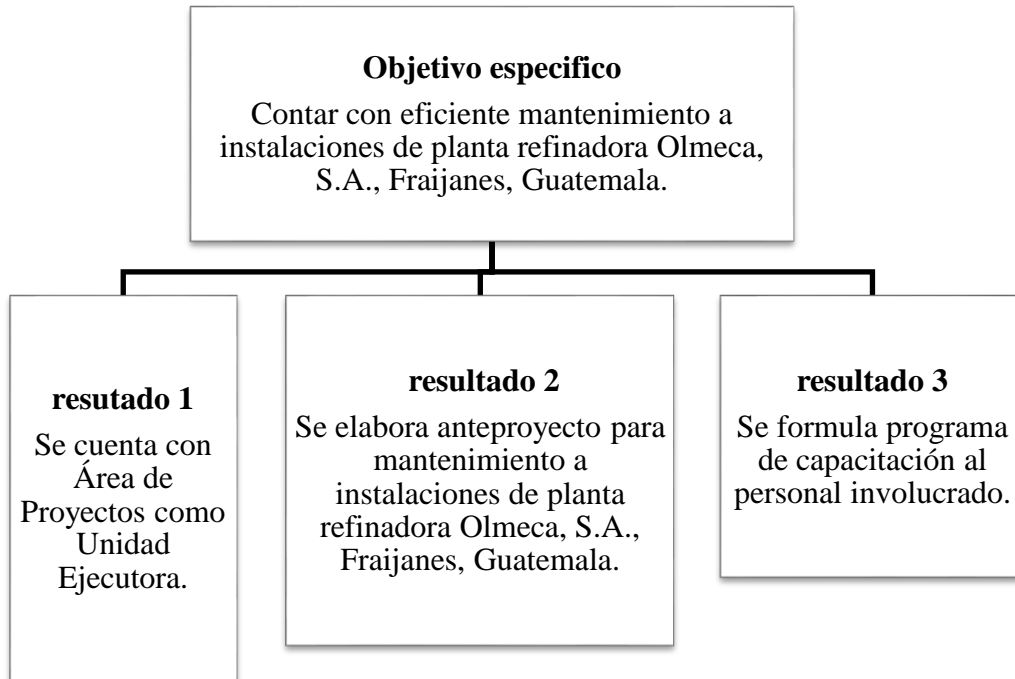 Objetivo especifico
Contar con eficiente mantenimiento a
instalaciones de planta refinadora Olmeca,
S.A., Fraijanes, Guatemala.
resutado 1
Se cuenta con
Área de
Proyectos como
Unidad
Ejecutora.
resultado 2
Se elabora anteproyecto para
mantenimiento a
instalaciones de planta
refinadora Olmeca, S.A.,
Fraijanes, Guatemala.
resultado 3
Se formula programa
de capacitación al
personal involucrado.